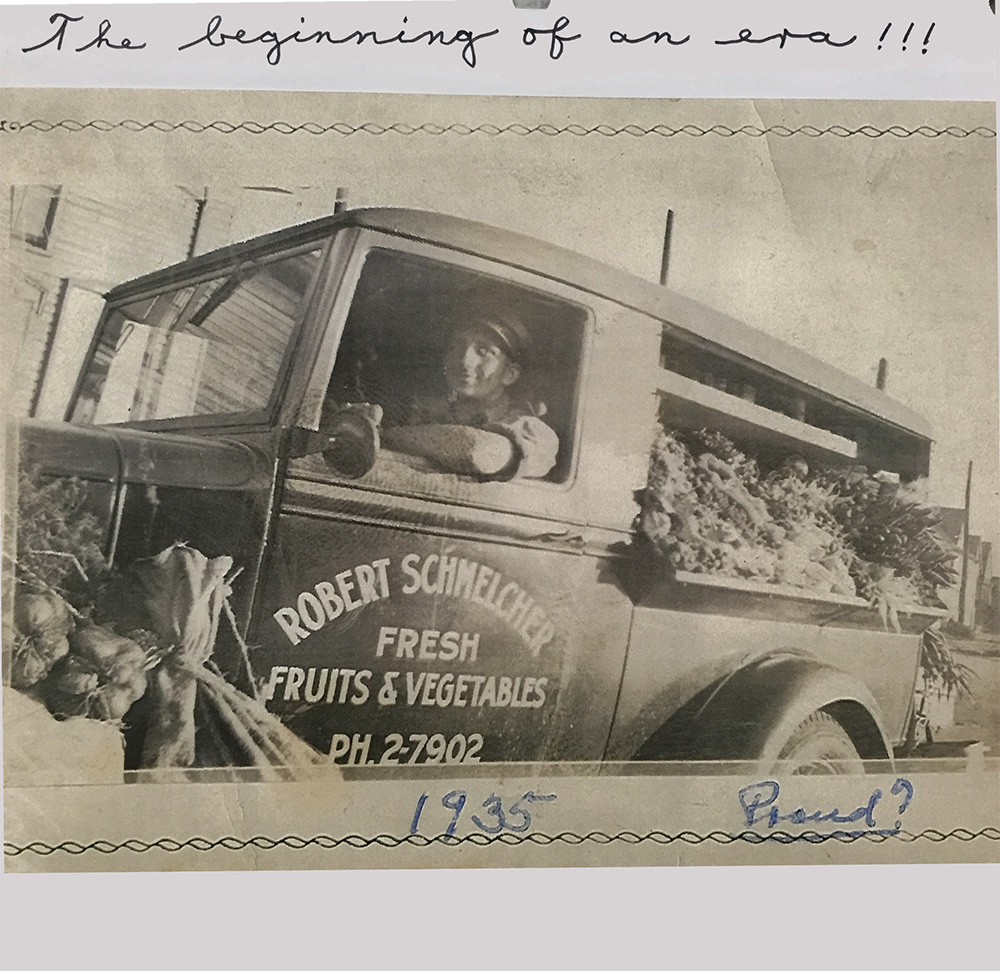 The beginning of an era!!!
ROBERT SCHMELCHER
FRESH
FRUITS & VEGETABLES
PH. 2-7902
1935
Proud?